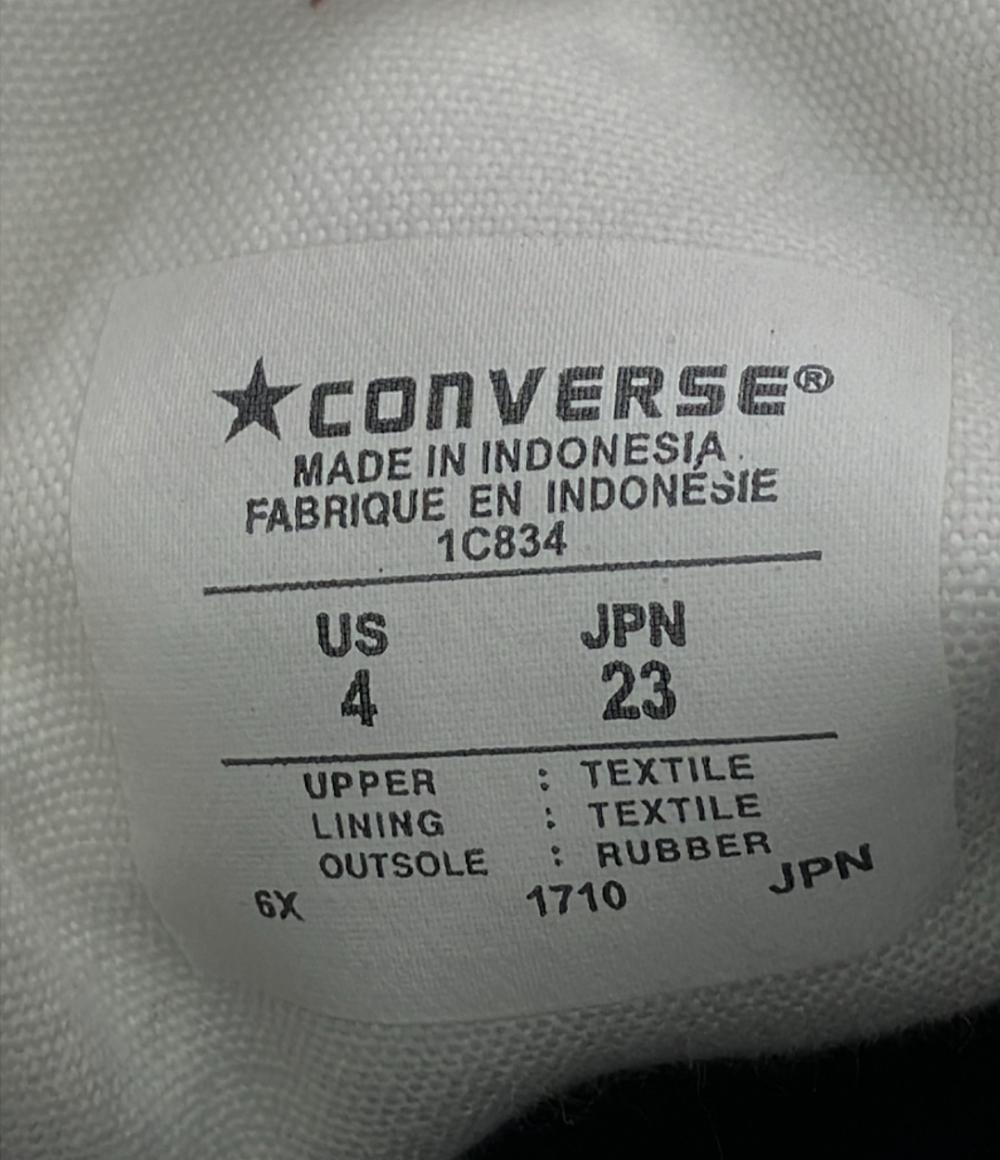 ★CONVERSE®
MADE IN INDONESIA
FABRIQUE EN INDONÉSIE
1C834
US JPN
4 23
UPPER : TEXTILE
LINING : TEXTILE
OUTSOLE : RUBBER
6X 1710 JPN